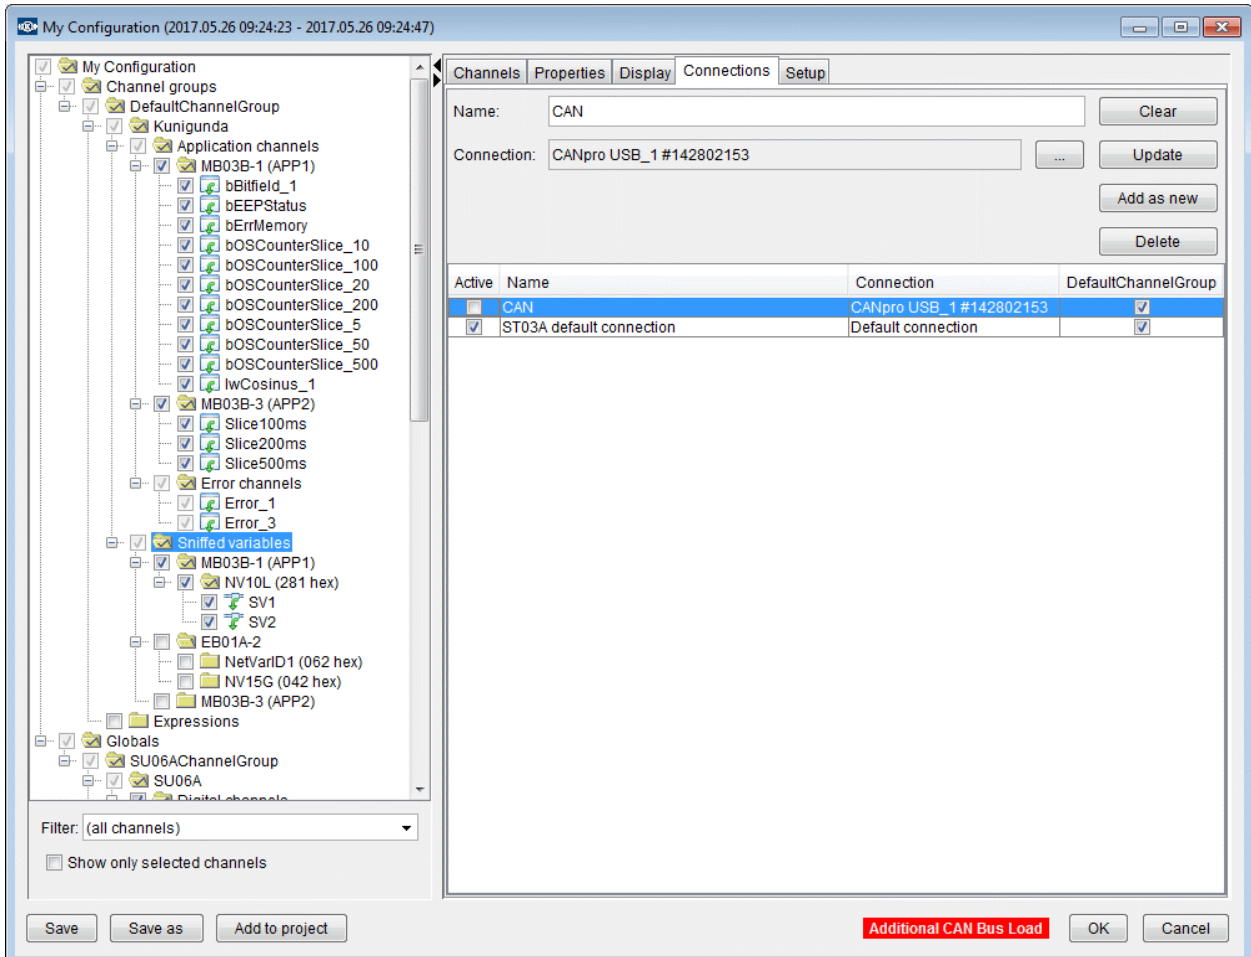 My Configuration (2017.05.26 09:24:23 - 2017.05.26 09:24:47)
My Configuration
Channel groups
DefaultChannelGroup
Kunigunda
Application channels
MB03B-1 (APP1)
bBitfield_1
bEEPStatus
bErrMemory
bOSCounterSlice_10
bOSCounterSlice_100
bOSCounterSlice_20
bOSCounterSlice_200
bOSCounterSlice_5
bOSCounterSlice_50
bOSCounterSlice_500
lwCosinus_1
MB03B-3 (APP2)
Slice100ms
Slice200ms
Slice500ms
Error channels
Error_1
Error_3
Sniffed variables
MB03B-1 (APP1)
NV10L (281 hex)
SV1
SV2
EB01A-2
NetVarID1 (062 hex)
NV15G (042 hex)
MB03B-3 (APP2)
Expressions
Globals
SU06AChannelGroup
SU06A
Digital channels
Filter: (all channels)
Show only selected channels
Channels Properties Display Connections Setup
Name: CAN Clear
Connection: CANpro USB_1 #142802153 ... Update
Add as new
Delete
Active Name Connection DefaultChannelGroup
CAN CANpro USB_1 #142802153
ST03A default connection Default connection
Save Save as Add to project Additional CAN Bus Load OK Cancel